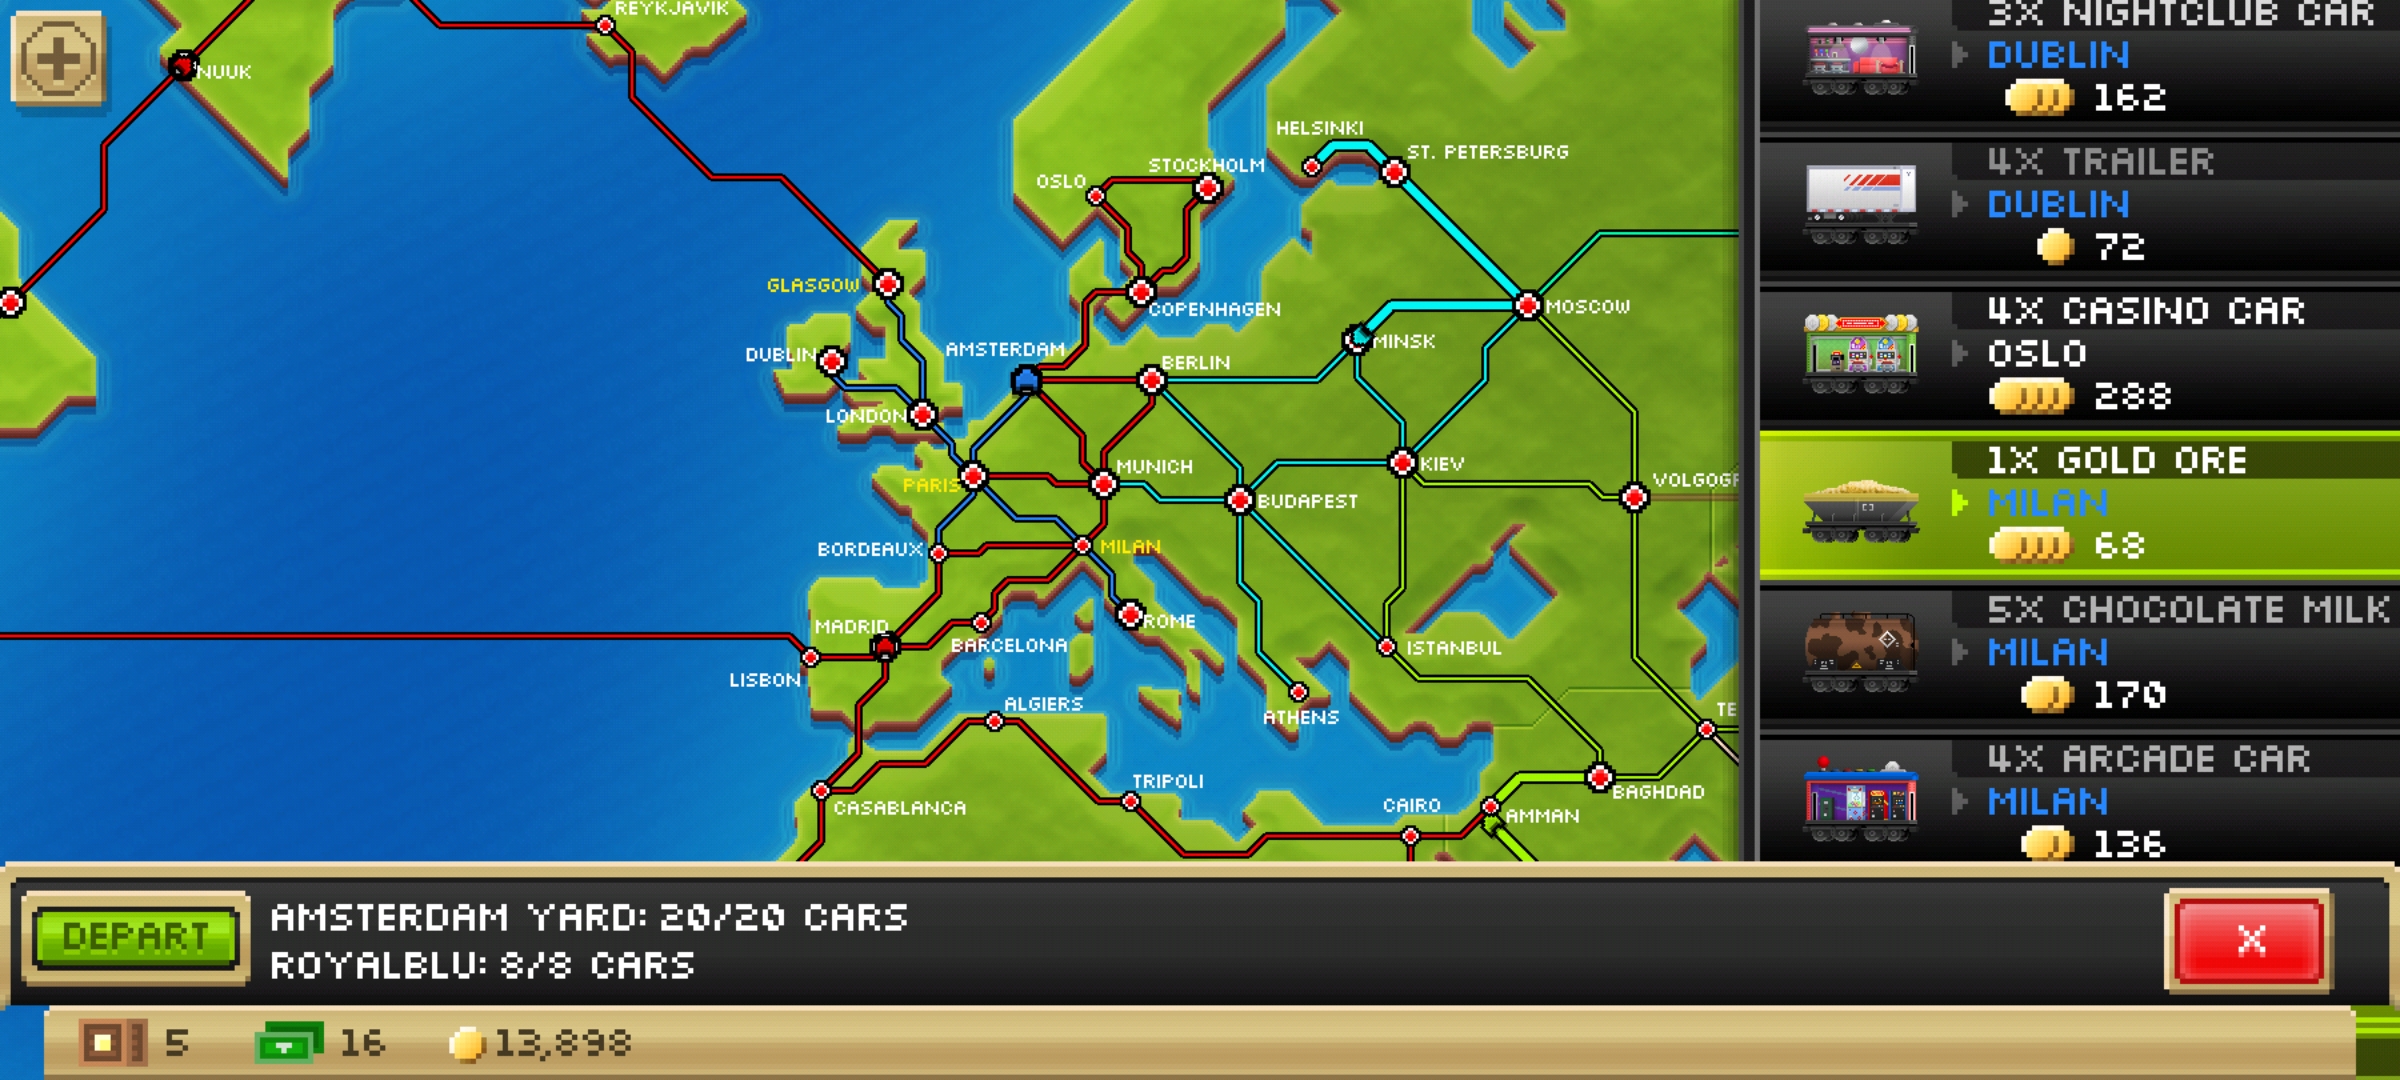 REYKJAVIK
NUUK
HELSINKI
ST. PETERSBURG
STOCKHOLM
OSLO
GLASGOW
COPENHAGEN
MOSCOW
MINSK
DUBLIN
AMSTERDAM
BERLIN
LONDON
PARIS
MUNICH
KIEV
BUDAPEST
BORDEAUX
MILAN
MADRID
ROME
BARCELONA
ISTANBUL
LISBON
ALGIERS
ATHENS
TRIPOLI
CASABLANCA
CAIRO
AMMAN
BAGHDAD
VOLGOGR
TE
3X NIGHTCLUB CAR
DUBLIN
162
4X TRAILER
DUBLIN
72
4X CASINO CAR
OSLO
288
1X GOLD ORE
MILAN
68
5X CHOCOLATE MILK
MILAN
170
4X ARCADE CAR
MILAN
136
DEPART
AMSTERDAM YARD: 20/20 CARS
ROYALBLU: 8/8 CARS
X
5
16
13,898